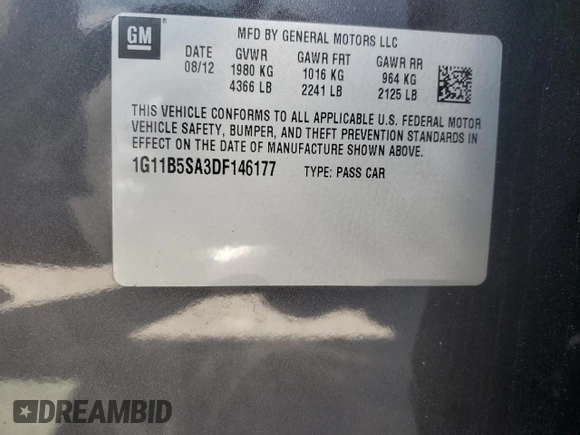 GM ®
MFD BY GENERAL MOTORS LLC
DATE GVWR GAWR FRT GAWR RR
08/12 1980 KG 1016 KG 964 KG
4366 LB 2241 LB 2125 LB
THIS VEHICLE CONFORMS TO ALL APPLICABLE U.S. FEDERAL MOTOR
VEHICLE SAFETY, BUMPER, AND THEFT PREVENTION STANDARDS IN
EFFECT ON THE DATE OF MANUFACTURE SHOWN ABOVE.
1G11B5SA3DF146177 TYPE: PASS CAR
DREAMBID